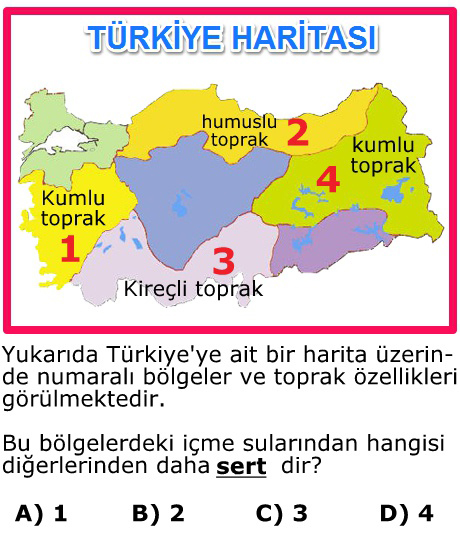 TÜRKİYE HARİTASI
humuslu
toprak
2
kumlu
toprak
4
Kumlu
toprak
1
3
Kireçli toprak
Yukarıda Türkiye'ye ait bir harita üzerin-
de numaralı bölgeler ve toprak özellikleri
görülmektedir.
Bu bölgelerdeki içme sularından hangisi
diğerlerinden daha sert dir?
A) 1 B) 2 C) 3 D) 4